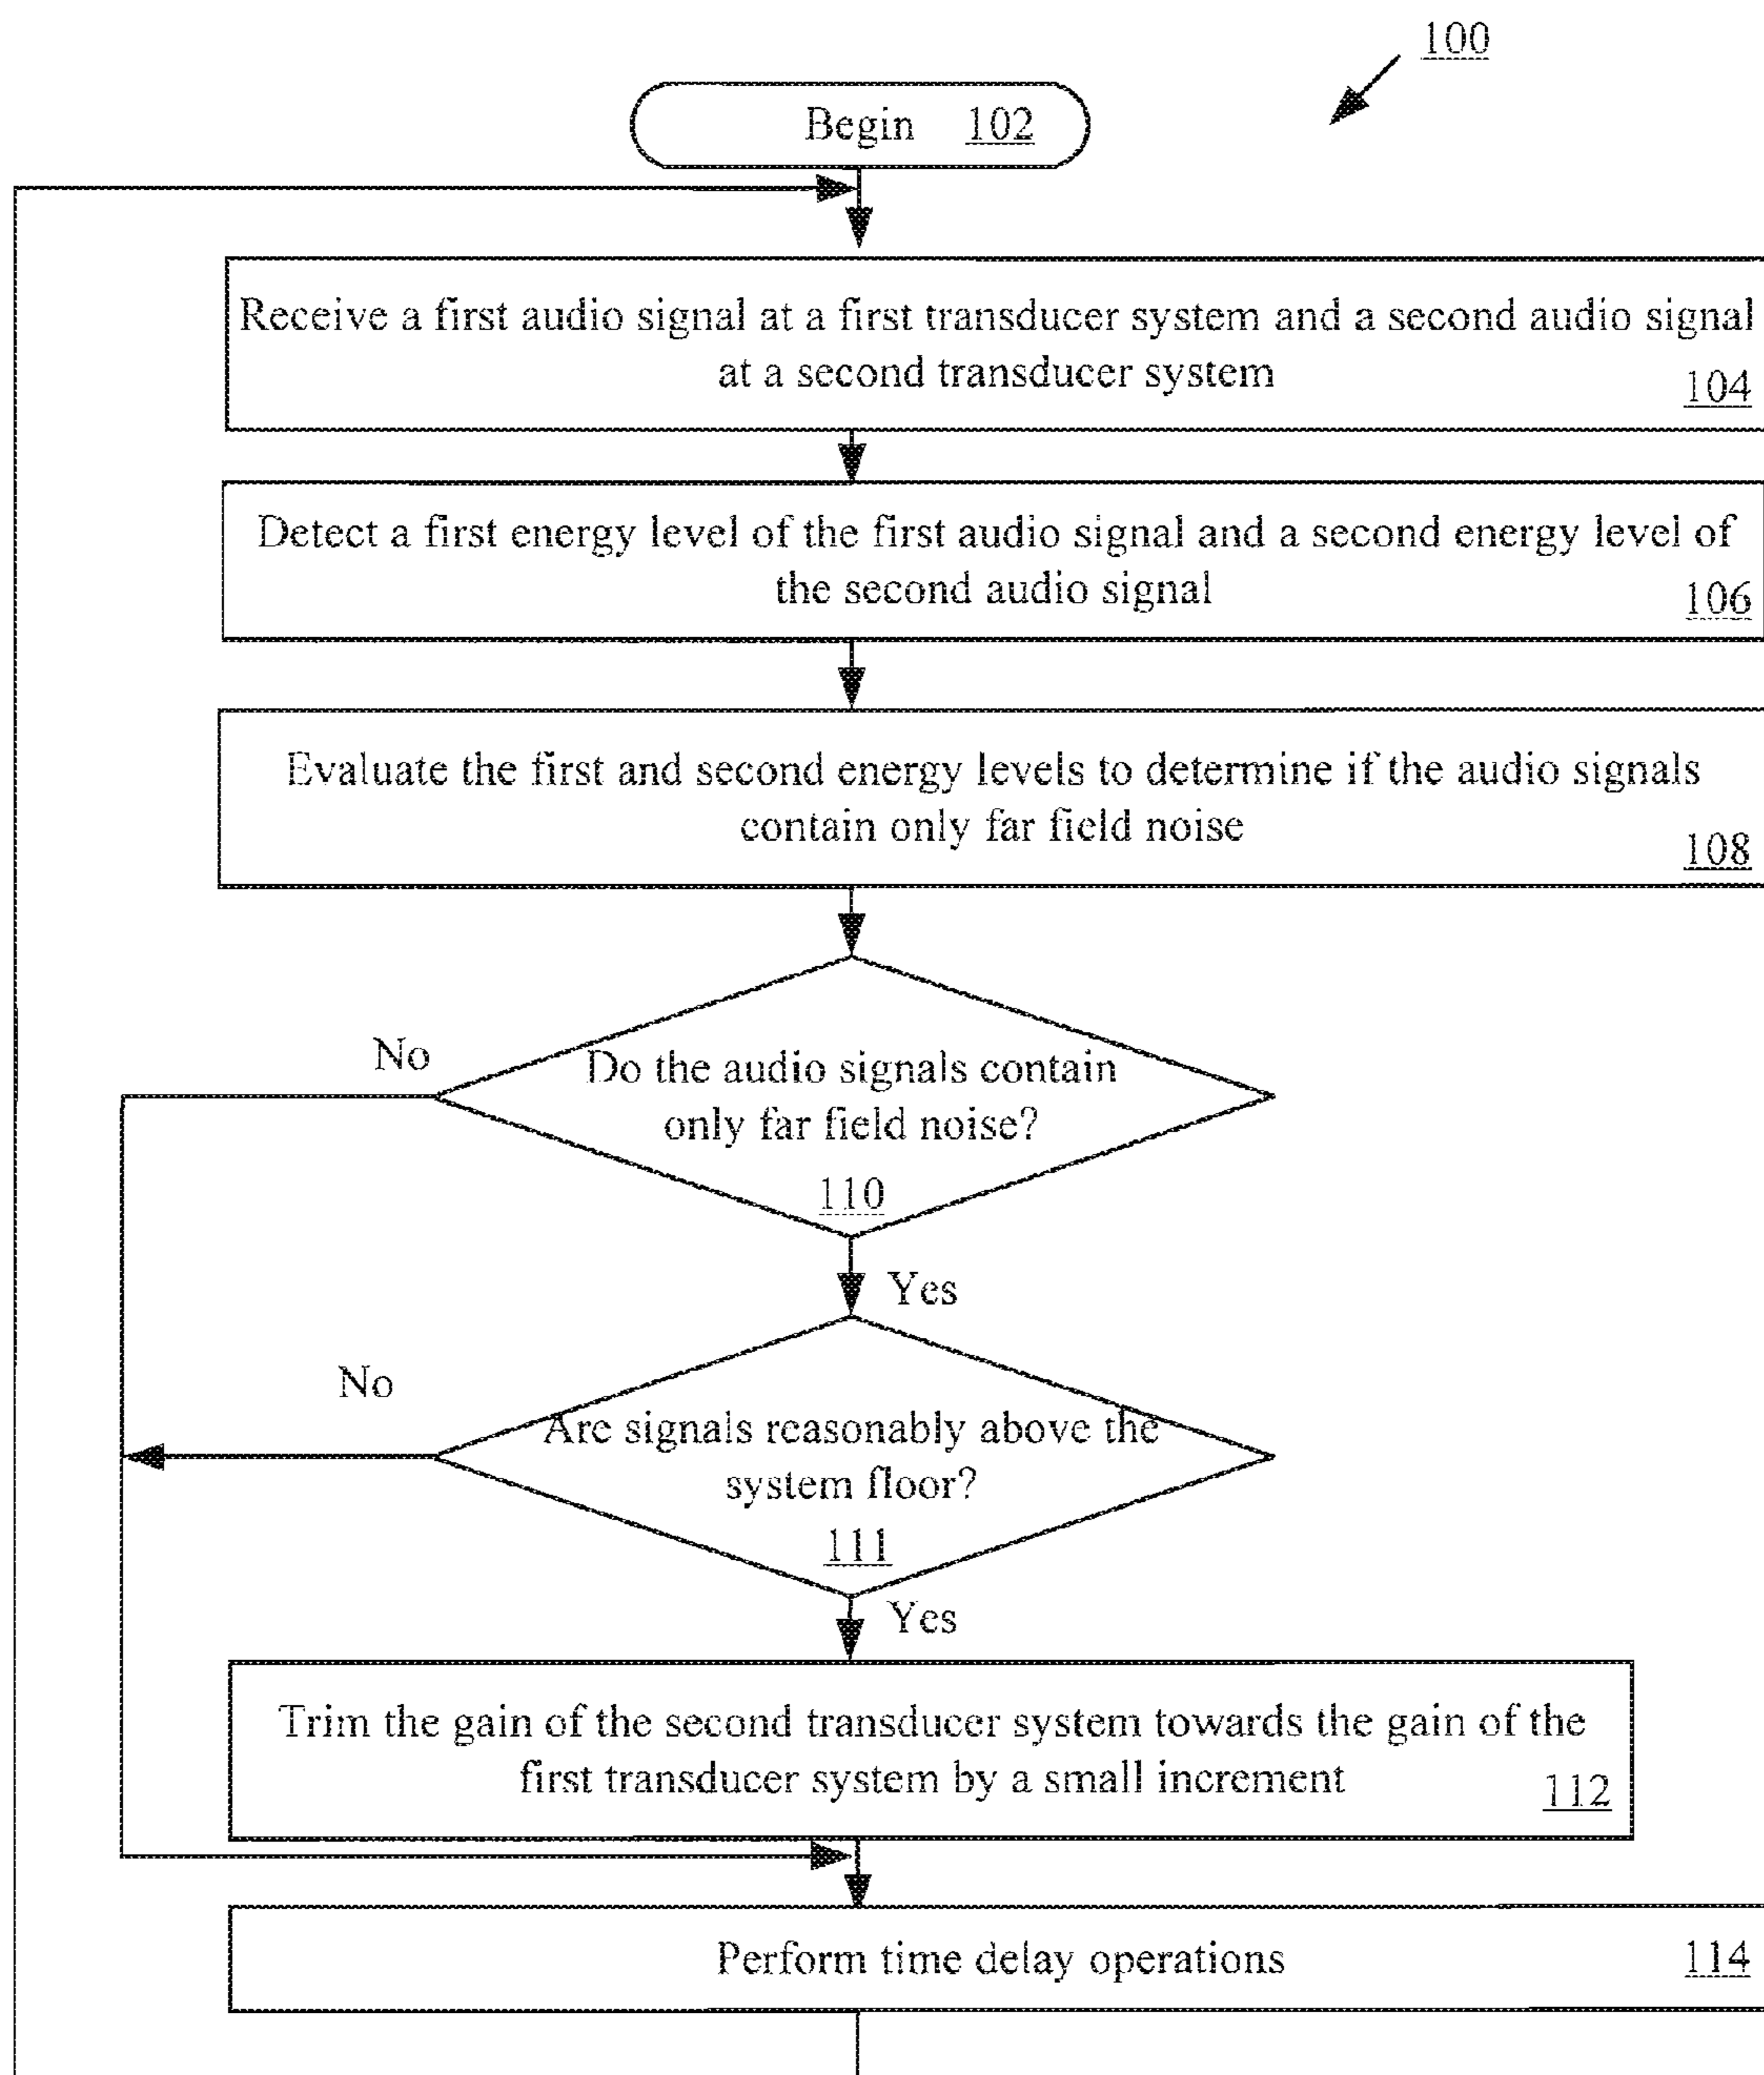 100
Begin 102
Receive a first audio signal at a first transducer system and a second audio signal
at a second transducer system
104
Detect a first energy level of the first audio signal and a second energy level of
the second audio signal
106
Evaluate the first and second energy levels to determine if the audio signals
contain only far field noise
108
No
Do the audio signals contain
only far field noise?
110
Yes
No
Are signals reasonably above the
system floor?
111
Yes
Trim the gain of the second transducer system towards the gain of the
first transducer system by a small increment
112
Perform time delay operations 114